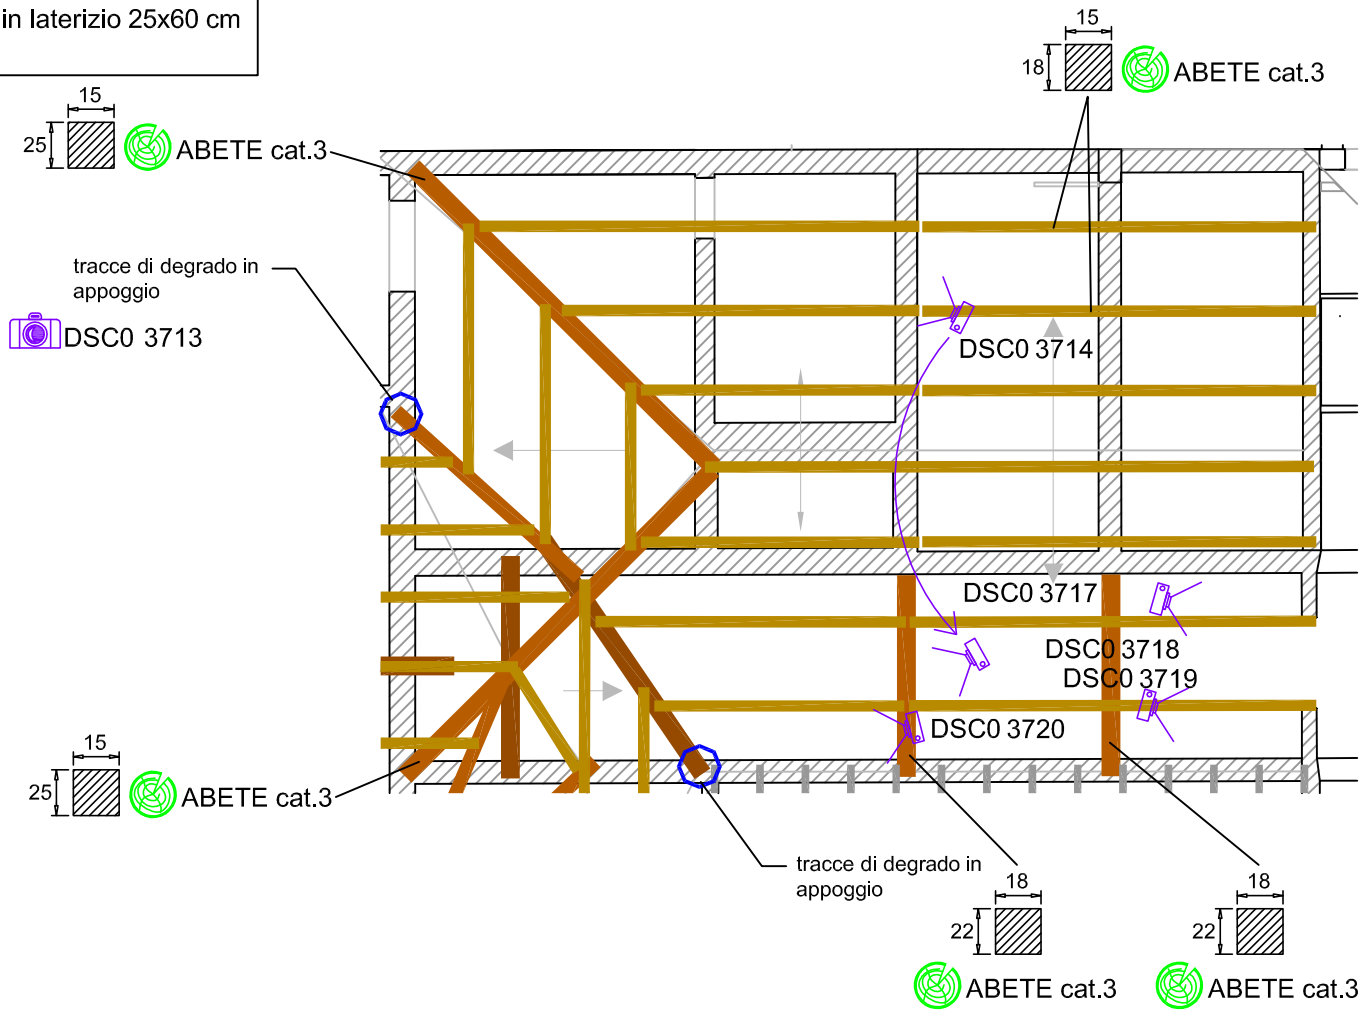 in laterizio 25x60 cm
15
18
ABETE cat.3
15
25
ABETE cat.3
tracce di degrado in
appoggio
DSC0 3713
DSC0 3714
DSC0 3717
DSC0 3718
DSC0 3719
DSC0 3720
15
25
ABETE cat.3
tracce di degrado in
appoggio
18
22
ABETE cat.3
18
22
ABETE cat.3